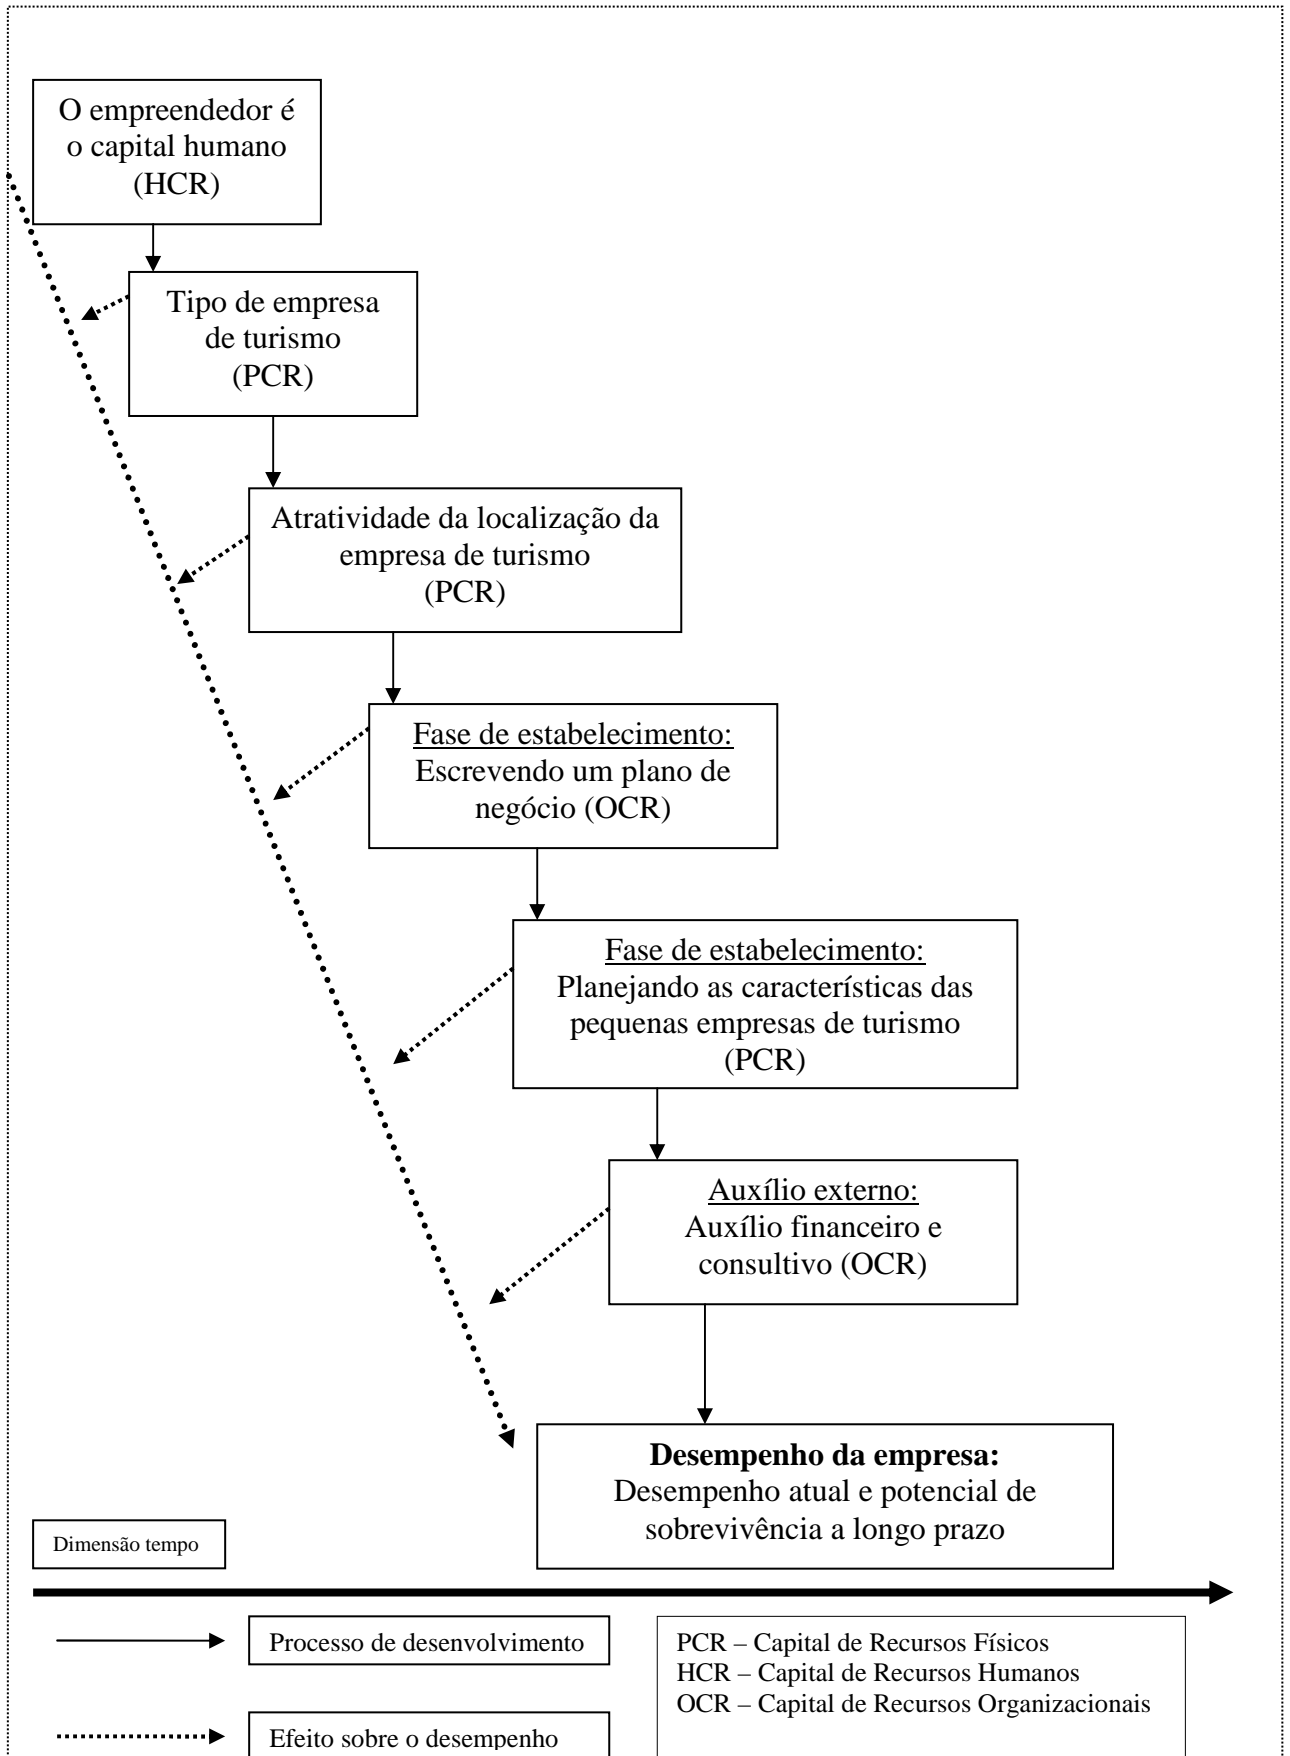 O empreendedor é
o capital humano
(HCR)
Tipo de empresa
de turismo
(PCR)
Atratividade da localização da
empresa de turismo
(PCR)
Fase de estabelecimento:
Escrevendo um plano de
negócio (OCR)
Fase de estabelecimento:
Planejando as características das
pequenas empresas de turismo
(PCR)
Auxílio externo:
Auxílio financeiro e
consultivo (OCR)
Desempenho da empresa:
Desempenho atual e potencial de
sobrevivência a longo prazo
Dimensão tempo
Processo de desenvolvimento
PCR – Capital de Recursos Físicos
HCR – Capital de Recursos Humanos
OCR – Capital de Recursos Organizacionais
Efeito sobre o desempenho